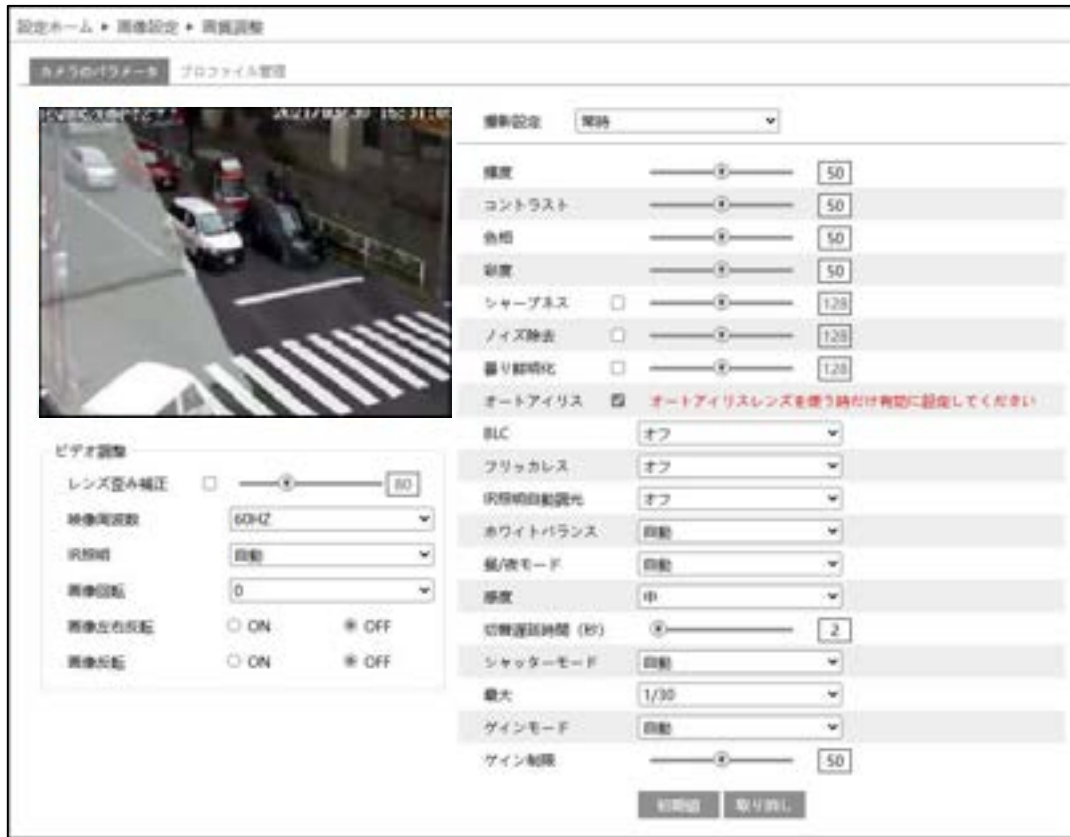 設定ホーム ▸ 画像設定 ▸ 画質調整
カメラのパラメータ プロファイル管理
撮影設定 常時
輝度 50
コントラスト 50
色相 50
彩度 50
シャープネス 128
ノイズ除去 128
曇り鮮明化 128
オートアイリス オートアイリスレンズを使う時だけ有効に設定してください
BLC オフ
フリッカレス オフ
IR照明自動調光 オフ
ホワイトバランス 自動
昼/夜モード 自動
感度 中
切替遅延時間 (秒) 2
シャッターモード 自動
最大 1/30
ゲインモード 自動
ゲイン制限 50
初期値 取り消し
ビデオ調整
レンズ歪み補正 80
映像周波数 60HZ
IR照明 自動
画像回転 0
画像左右反転 ON OFF
画像反転 ON OFF